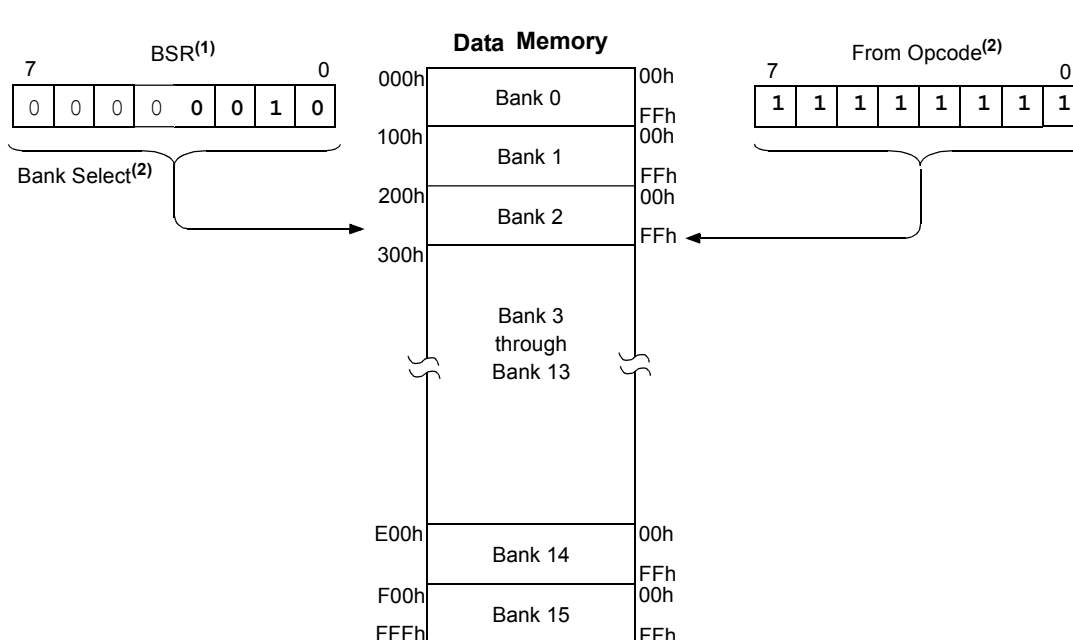 Data Memory
BSR(1)
7 0
0 0 0 0 0 0 1 0
Bank Select(2)
From Opcode(2)
7 0
1 1 1 1 1 1 1 1
000h
Bank 0
00h
FFh
100h
Bank 1
00h
FFh
200h
Bank 2
00h
FFh
300h
Bank 3
through
Bank 13
E00h
Bank 14
00h
FFh
F00h
Bank 15
00h
FFFh
FFh